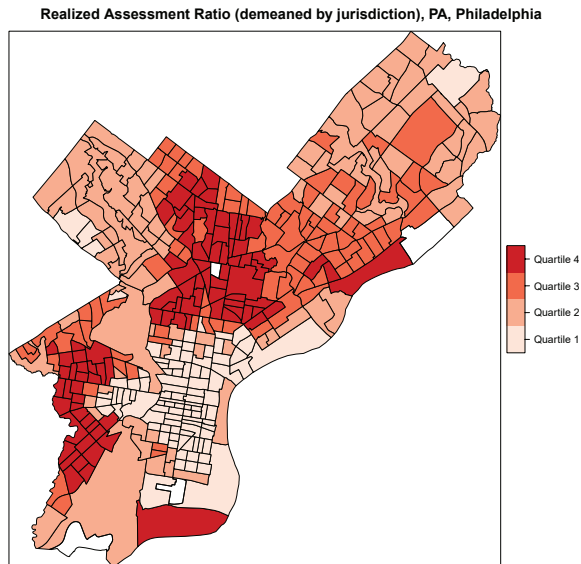 Realized Assessment Ratio (demeaned by jurisdiction), PA, Philadelphia
Quartile 4
Quartile 3
Quartile 2
Quartile 1